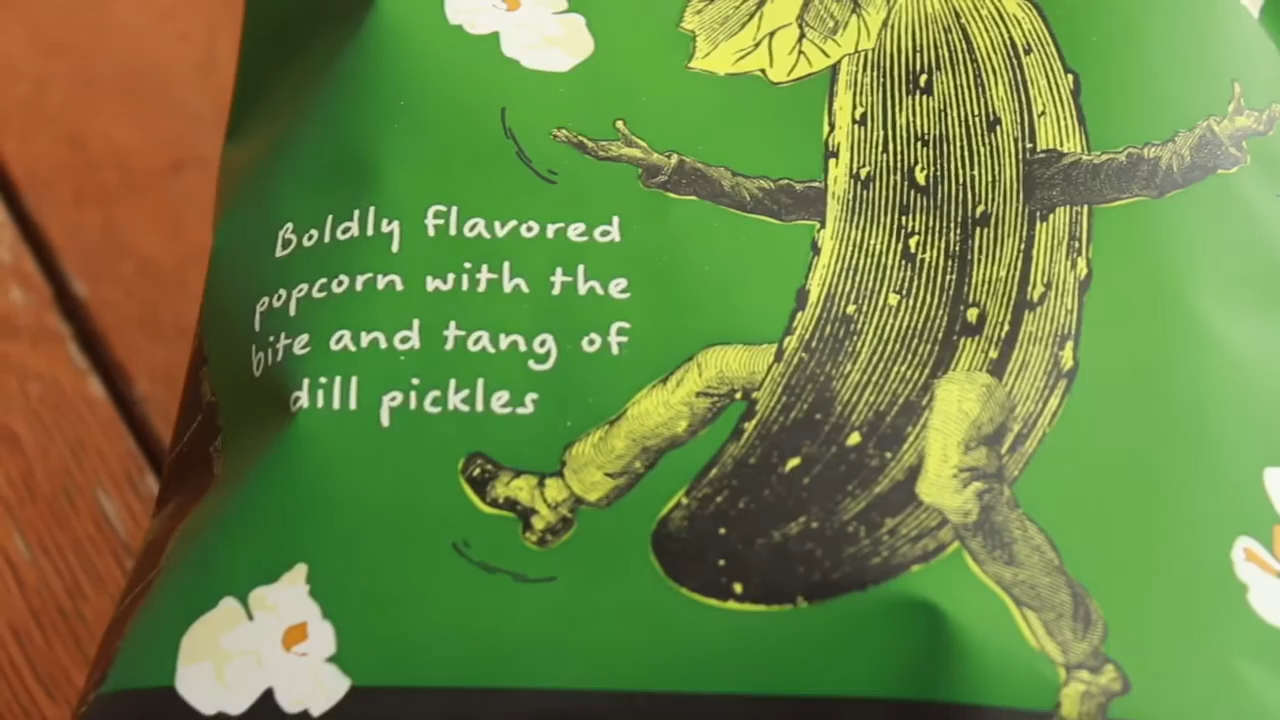 Boldly flavored
popcorn with the
bite and tang of
dill pickles